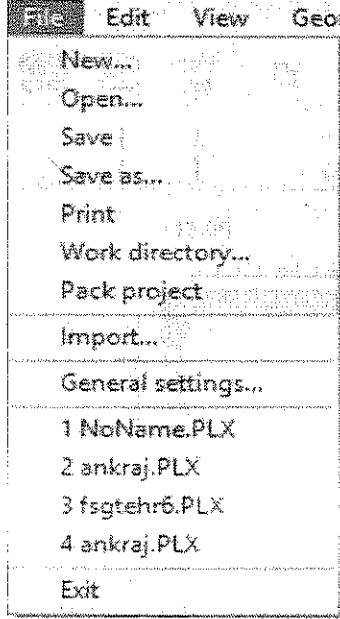 File Edit View Geo
New...
Open...
Save
Save as...
Print
Work directory...
Pack project
Import...
General settings...
1 NoName.PLX
2 ankraj.PLX
3 fsgtehr6.PLX
4 ankraj.PLX
Exit